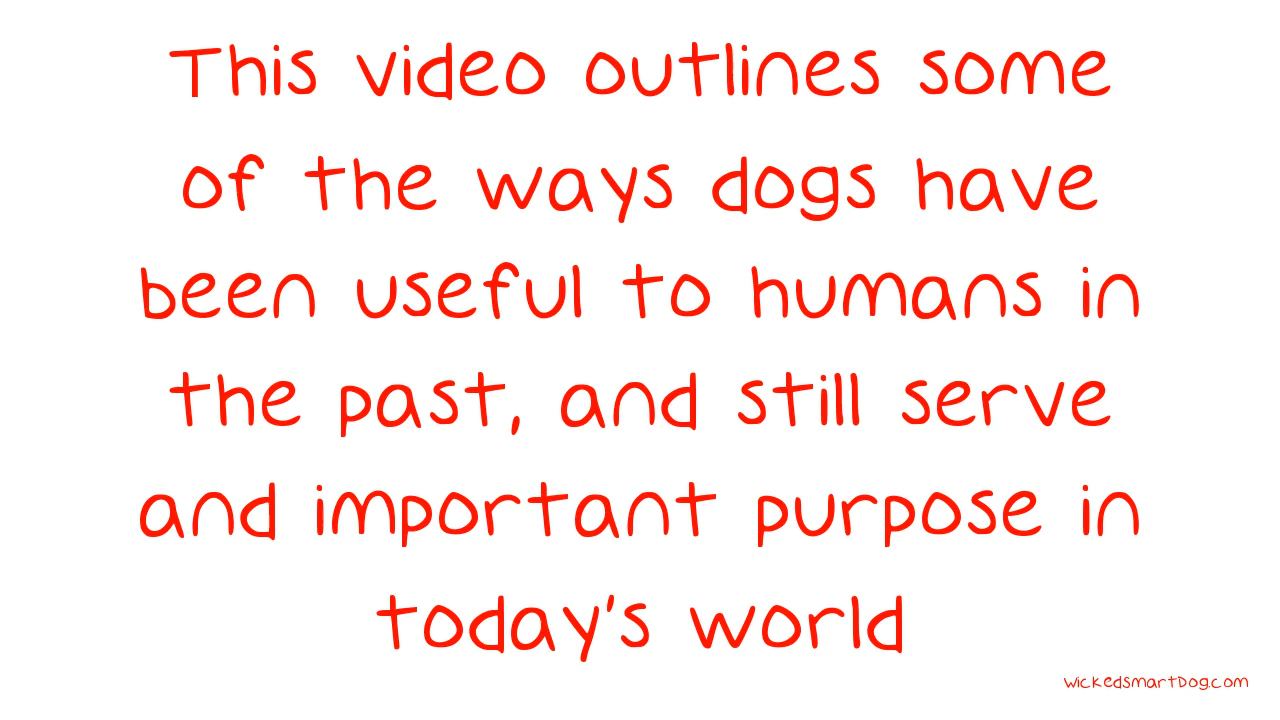 This video outlines some
of the ways dogs have
been useful to humans in
the past, and still serve
and important purpose in
today's world
wickedsmartDog.com